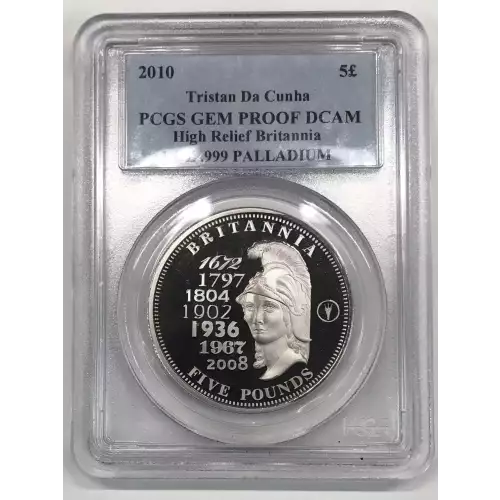 2010 5£
Tristan Da Cunha
PCGS GEM PROOF DCAM
High Relief Britannia
.999 PALLADIUM
BRITANNIA
1672
1797
1804
1902
1936
1967
2008
FIVE POUNDS